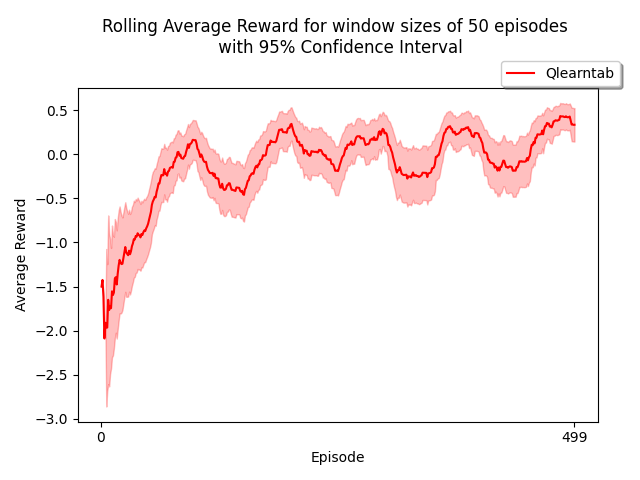 Rolling Average Reward for window sizes of 50 episodes
with 95% Confidence Interval
Qlearntab
0.5
0.0
−0.5
−1.0
−1.5
−2.0
−2.5
−3.0
Average Reward
0
499
Episode